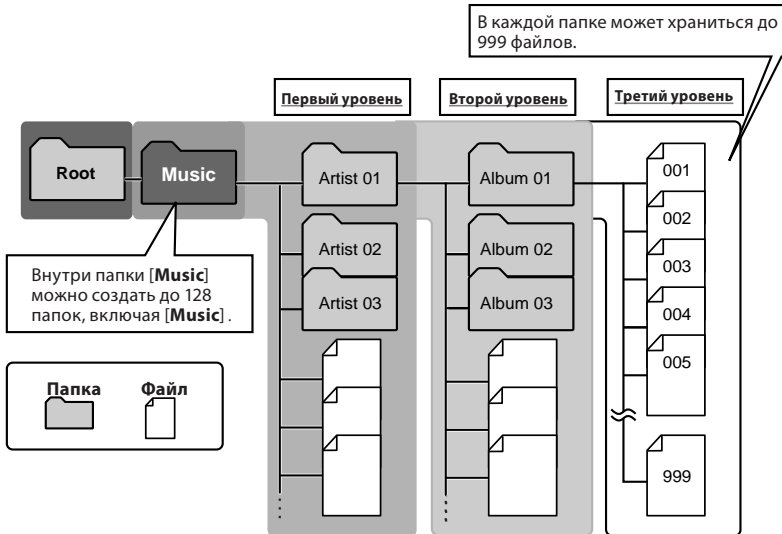 В каждой папке может храниться до
999 файлов.
Первый уровень
Второй уровень
Третий уровень
Root
Music
Artist 01
Album 01
001
002
Artist 02
Album 02
003
Внутри папки [Music]
можно создать до 128
папок, включая [Music] .
Artist 03
Album 03
004
005
Папка
Файл
999